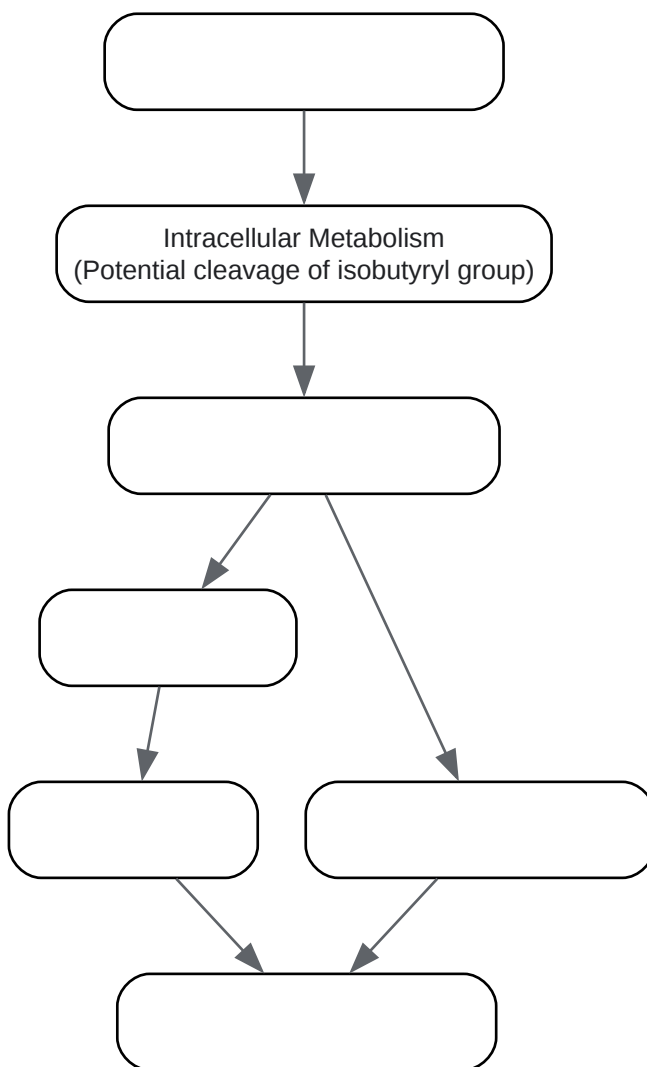 Intracellular Metabolism
(Potential cleavage of isobutyryl group)